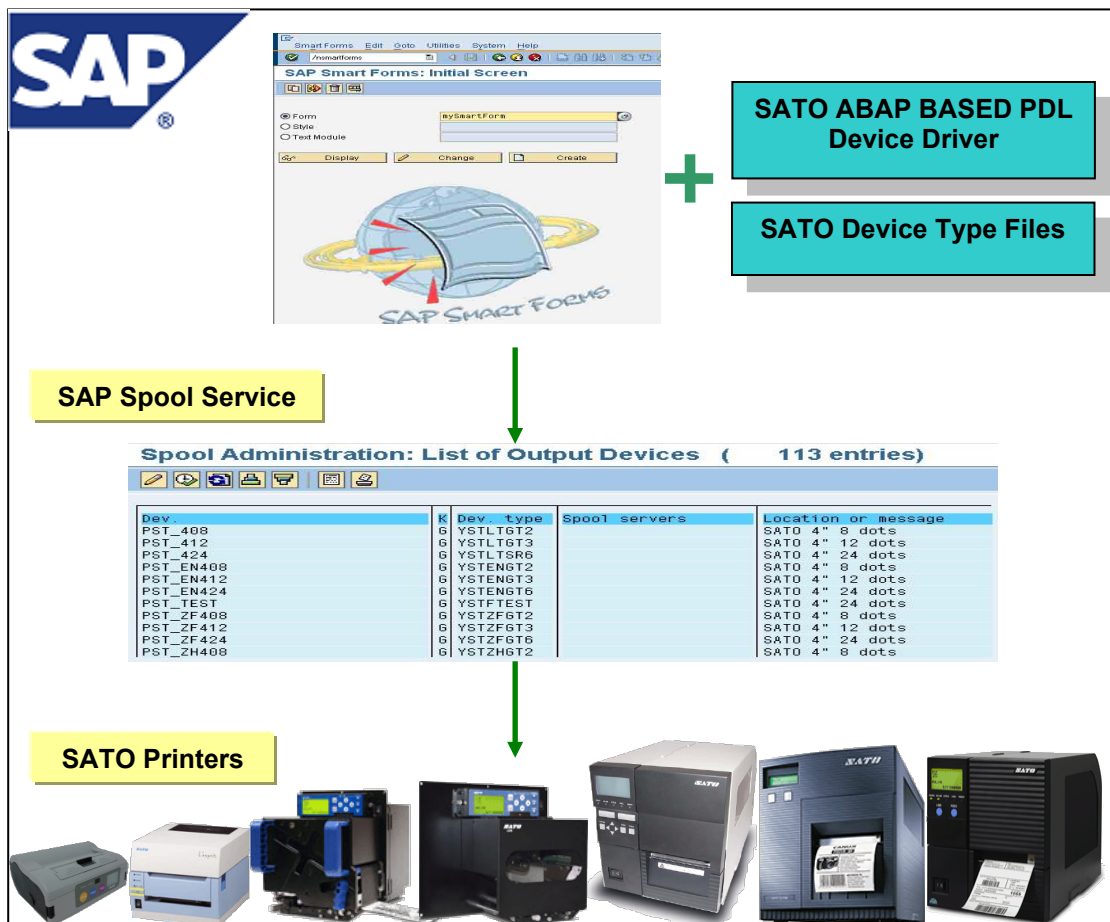 SAP
®
Smart Forms Edit Goto Utilities System Help
/nsmartforms
SAP Smart Forms: Initial Screen
Form
mySmartForm
Style
Text Module
Display
Change
Create
SAP SMART FORMS
SATO ABAP BASED PDL
Device Driver
SATO Device Type Files
SAP Spool Service
Spool Administration: List of Output Devices ( 113 entries)
Dev. K Dev. type Spool servers Location or message
PST_408 G YSTLTGT2 SATO 4" 8 dots
PST_412 G YSTLTGT3 SATO 4" 12 dots
PST_424 G YSTLTSR6 SATO 4" 24 dots
PST_EN408 G YSTENGT2 SATO 4" 8 dots
PST_EN412 G YSTENGT3 SATO 4" 12 dots
PST_EN424 G YSTENGT6 SATO 4" 24 dots
PST_TEST G YSTFTEST SATO 4" 24 dots
PST_ZF408 G YSTZFGT2 SATO 4" 8 dots
PST_ZF412 G YSTZFGT3 SATO 4" 12 dots
PST_ZF424 G YSTZFGT6 SATO 4" 24 dots
PST_ZH408 G YSTZHGT2 SATO 4" 8 dots
SATO Printers
SATO
SATO
SATO
SATO